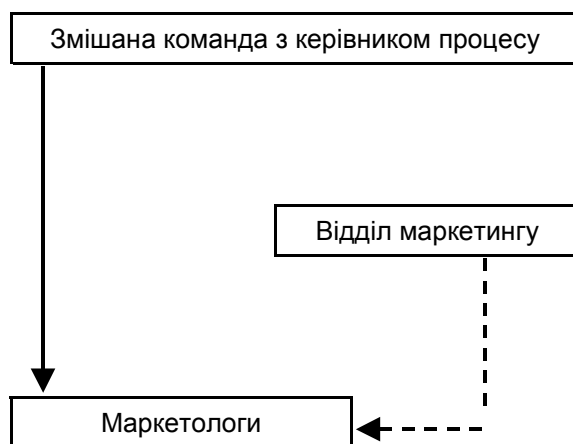 Змішана команда з керівником процесу
Відділ маркетингу
Маркетологи